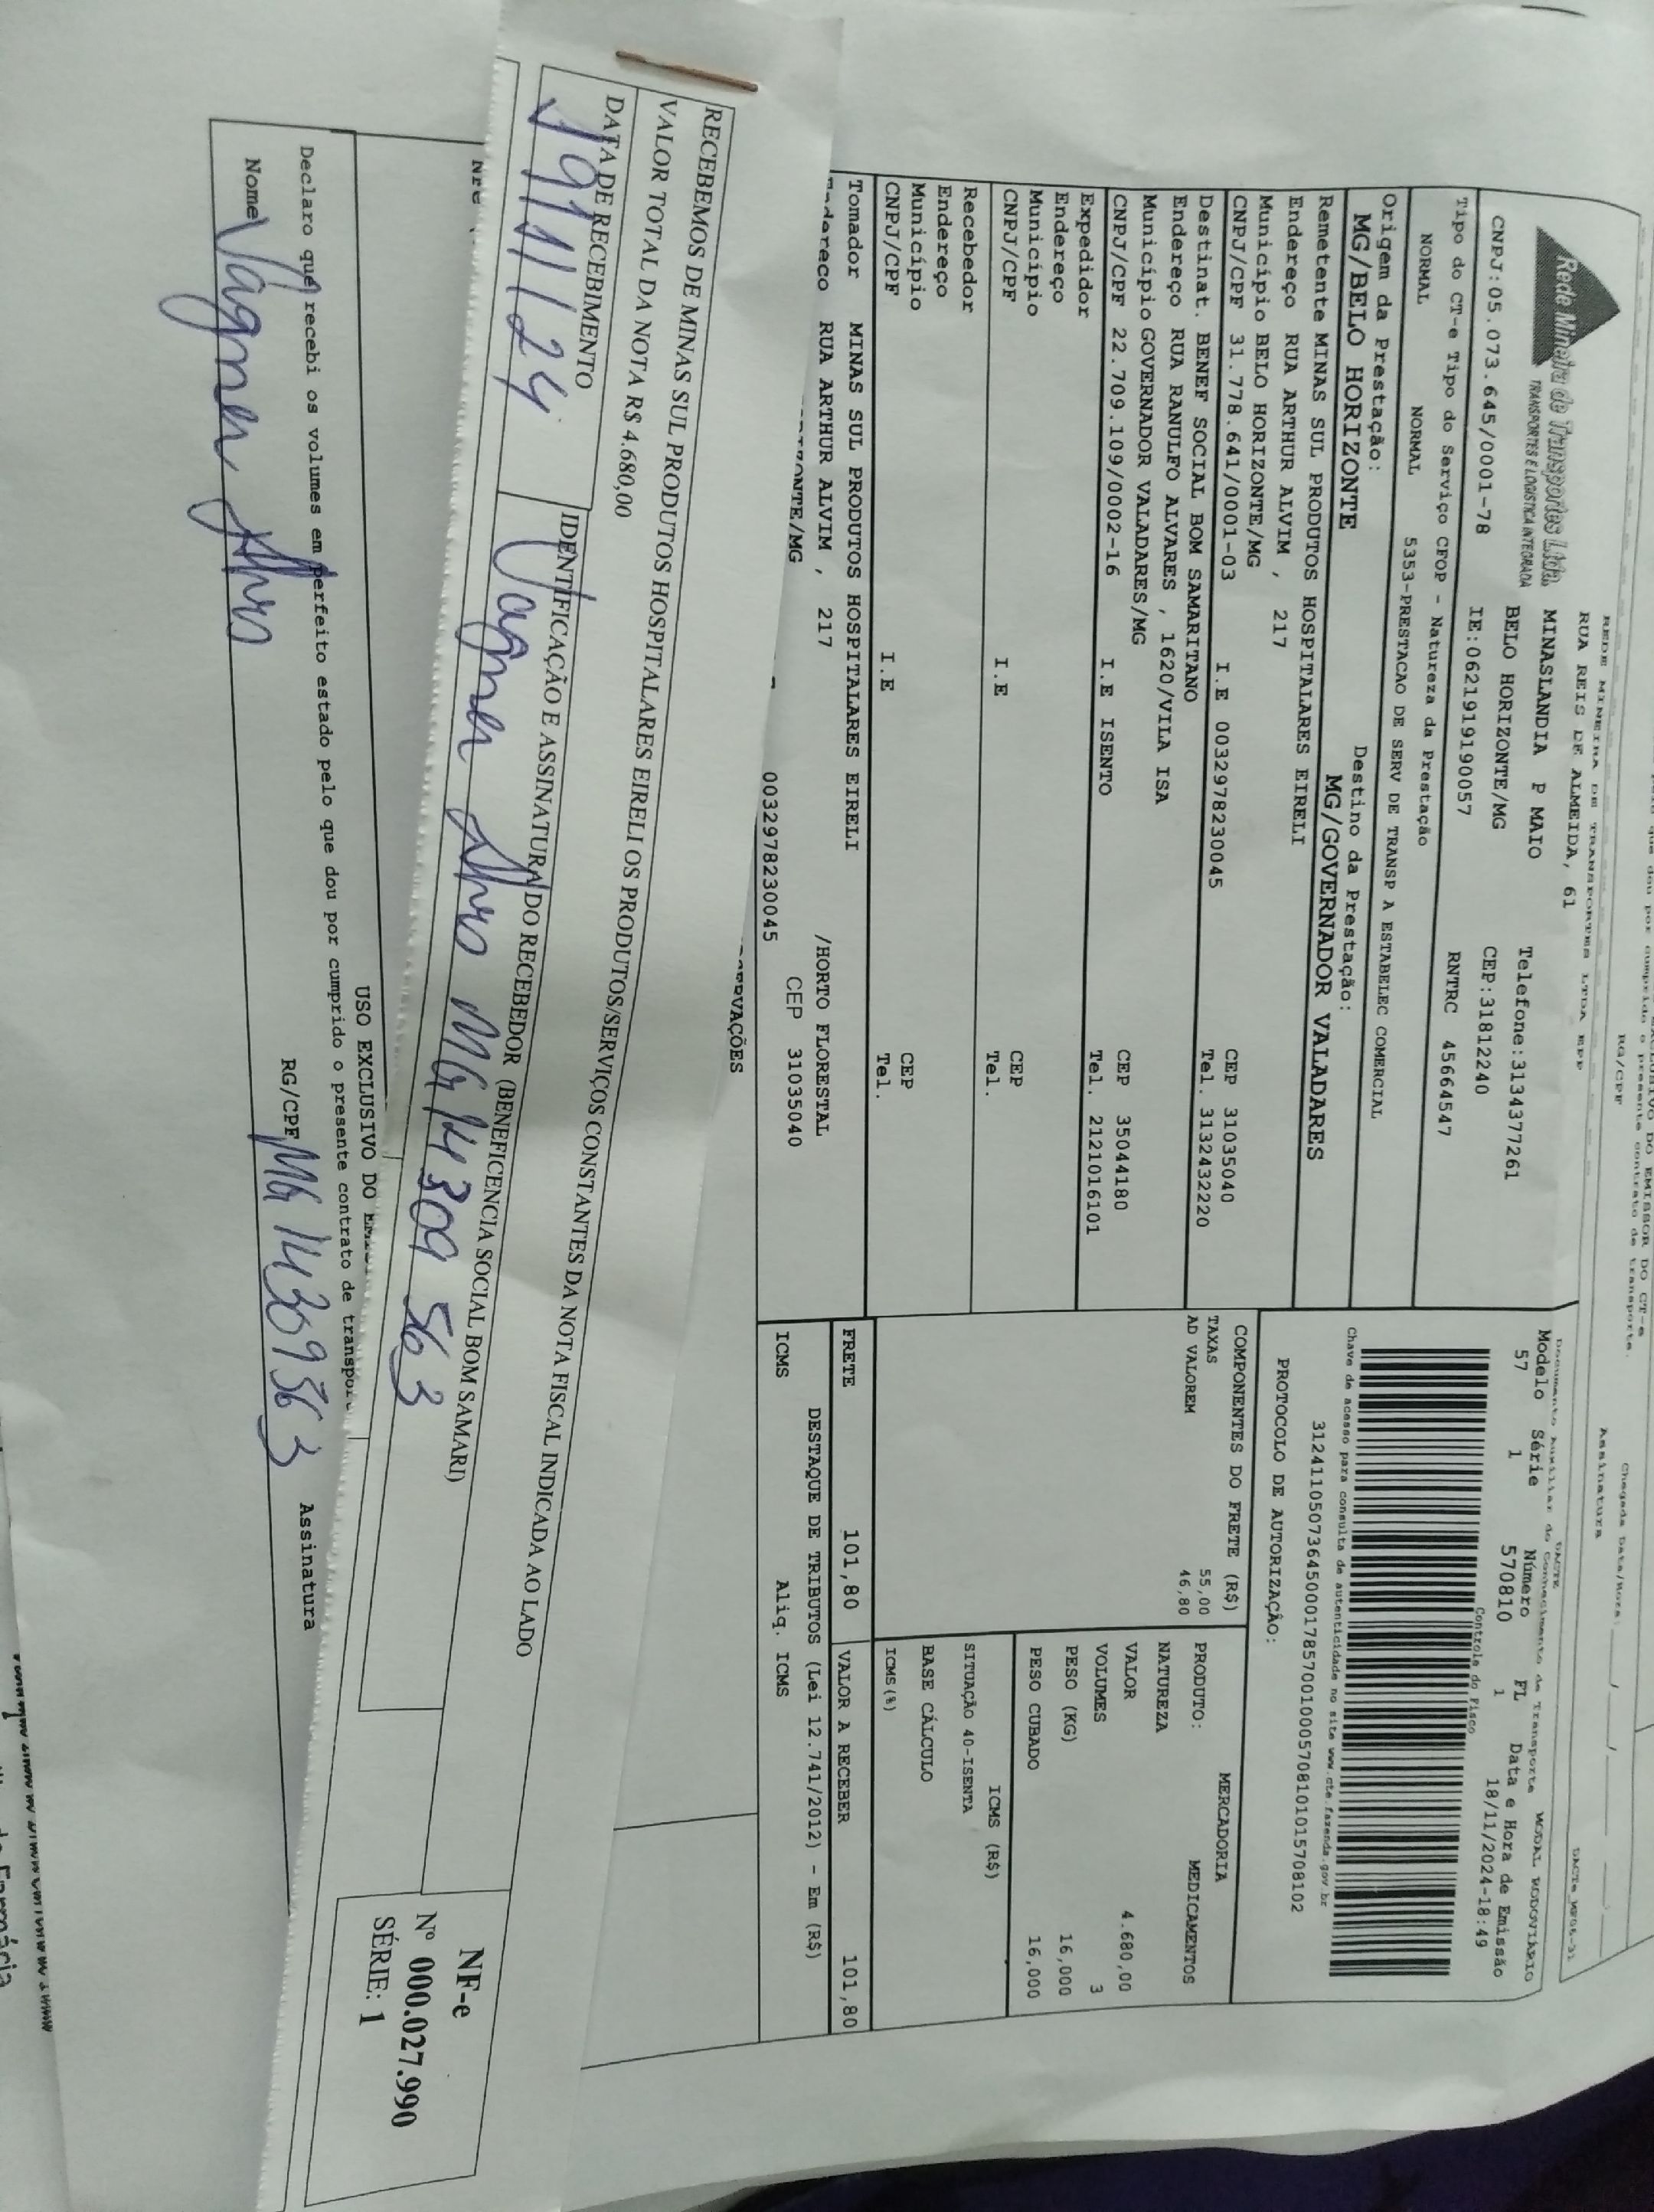 RG/CPF
Assinatura
Chegada Data/Hora: ___/___/___
DACTE
Rede Mineira de Transportes Ltda.
TRANSPORTES E LOGISTICA INTEGRADA
REDE MINEIRA DE TRANSPORTES LTDA EPP
RUA REIS DE ALMEIDA, 61
MINASLANDIA P MAIO
Telefone:3134377261
BELO HORIZONTE/MG
CEP:31812240
CNPJ:05.073.645/0001-78
IE:0621919190057
RNTRC 45664547
Documento Auxiliar do Conhecimento de Transporte
MODAL RODOVIÁRIO
Modelo Série Número FL Data e Hora de Emissão
57 1 570810 1 18/11/2024-18:49
Controle do Fisco
Tipo do CT-e Tipo do Serviço CFOP - Natureza da Prestação
NORMAL NORMAL 5353-PRESTACAO DE SERV DE TRANSP A ESTABELEC COMERCIAL
Chave de acesso para consulta de autenticidade no site www.cte.fazenda.gov.br
Origem da Prestação: Destino da Prestação:
MG/BELO HORIZONTE MG/GOVERNADOR VALADARES
PROTOCOLO DE AUTORIZAÇÃO:
Remetente MINAS SUL PRODUTOS HOSPITALARES EIRELI
Endereço RUA ARTHUR ALVIM , 217
Município BELO HORIZONTE/MG CEP 31035040
CNPJ/CPF 31.778.641/0001-03 I.E 0032978230045 Tel. 3132432220
Destinat. BENEF SOCIAL BOM SAMARITANO
Endereço RUA RANULFO ALVARES , 1620/VILA ISA
Município GOVERNADOR VALADARES/MG CEP 35044180
CNPJ/CPF 22.709.109/0002-16 I.E ISENTO Tel. 2121016101
Expedidor
Endereço
Município CEP
CNPJ/CPF I.E Tel.
Recebedor
Endereço
Município CEP
CNPJ/CPF I.E Tel.
COMPONENTES DO FRETE (R$)
TAXAS 55,00
AD VALOREM 46,80
MERCADORIA
PRODUTO: MEDICAMENTOS
NATUREZA
VALOR 4.680,00
VOLUMES 3
PESO (KG) 16,000
PESO CUBADO 16,000
ICMS (R$)
SITUAÇÃO 40-ISENTA
BASE CÁLCULO
ICMS(%)
Tomador MINAS SUL PRODUTOS HOSPITALARES EIRELI
RUA ARTHUR ALVIM , 217 /HORTO FLORESTAL
CEP 31035040
0032978230045
FRETE 101,80 VALOR A RECEBER 101,80
DESTAQUE DE TRIBUTOS (Lei 12.741/2012) - Em (R$)
ICMS Aliq. ICMS
RECEBEMOS DE MINAS SUL PRODUTOS HOSPITALARES EIRELI OS PRODUTOS/SERVIÇOS CONSTANTES DA NOTA FISCAL INDICADA AO LADO
VALOR TOTAL DA NOTA R$ 4.680,00
DATA DE RECEBIMENTO IDENTIFICAÇÃO E ASSINATURA DO RECEBEDOR (BENEFICENCIA SOCIAL BOM SAMARI)
19/11/24 Vagner MG 14 309 563
NF-e
Nº 000.027.990
SÉRIE: 1
USO EXCLUSIVO DO
Declaro que recebi os volumes em perfeito estado pelo que dou por cumprido o presente contrato de
Nome Vagner RG/CPF MG 14309563 Assinatura